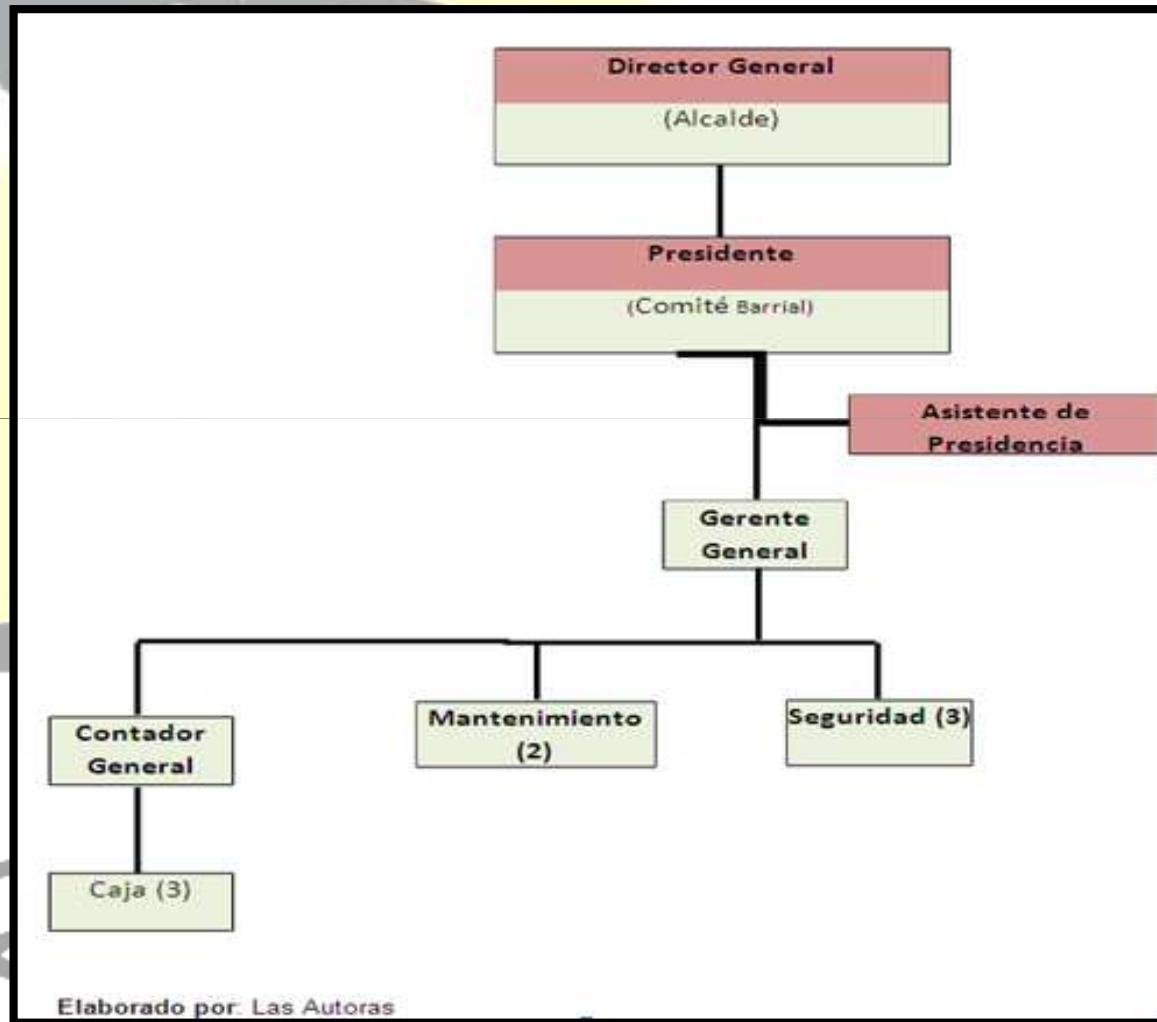 Director General
(Alcalde)
Presidente
(Comité Barrial)
Asistente de
Presidencia
Gerente
General
Contador
General
Mantenimiento
(2)
Seguridad (3)
Caja (3)
Elaborado por: Las Autoras